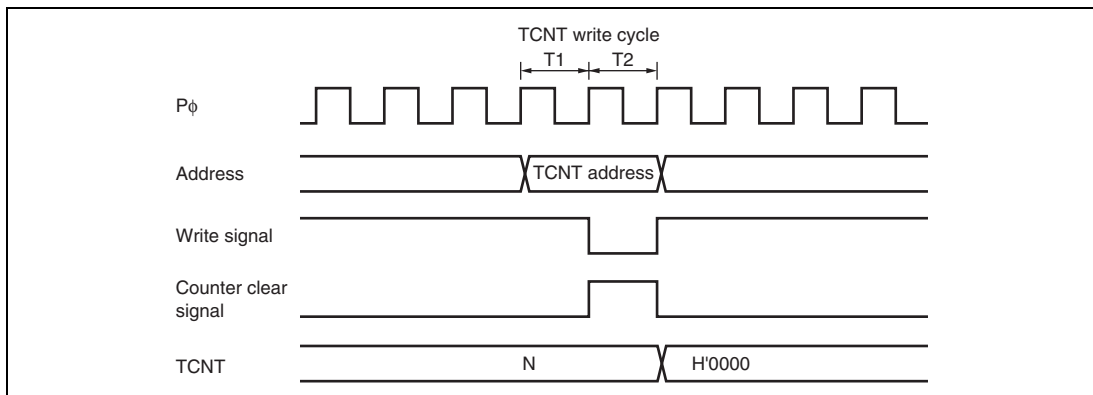 TCNT write cycle
T1 T2
Pϕ
Address
TCNT address
Write signal
Counter clear
signal
TCNT
N
H'0000